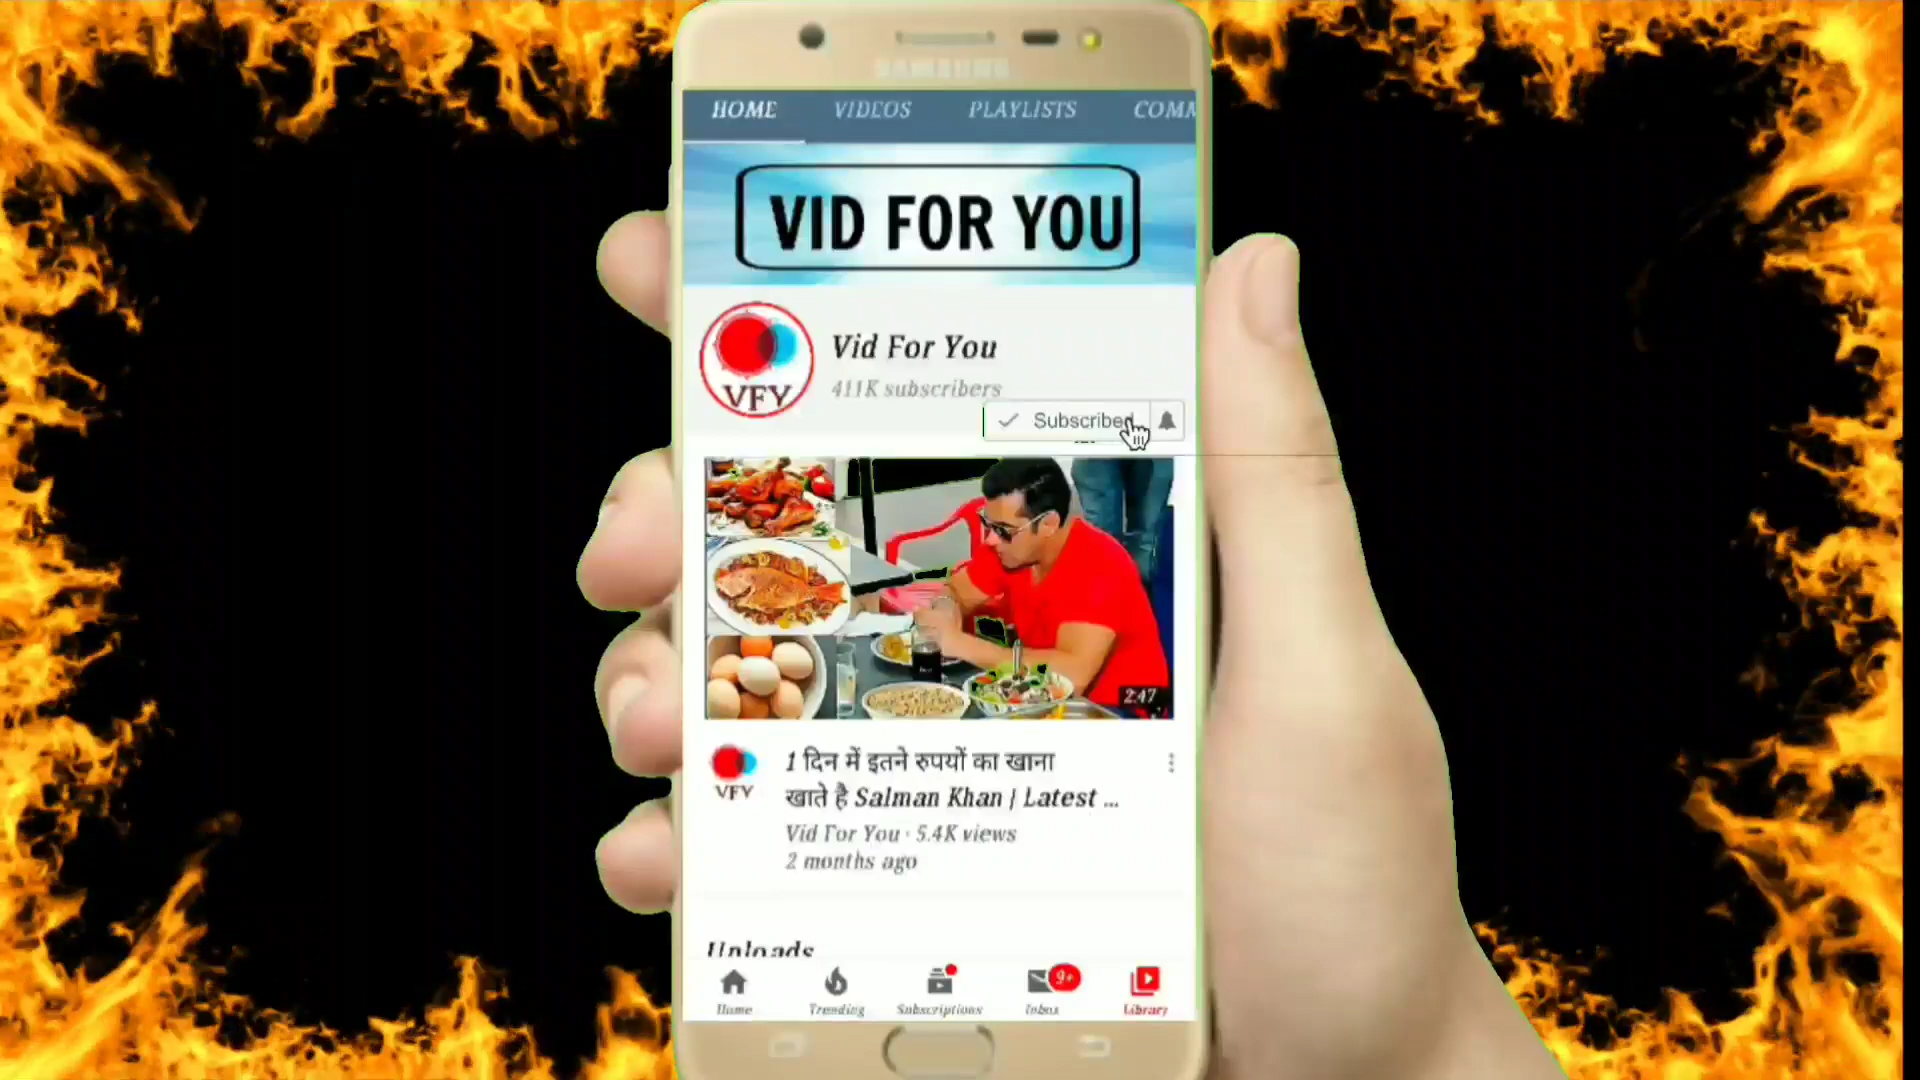 SAMSUNG
HOME VIDEOS PLAYLISTS COMM
VID FOR YOU
VFY
Vid For You
411K subscribers
Subscribed
2:47
VFY
1 दिन में इतने रुपयों का खाना
खाते है Salman Khan | Latest ...
Vid For You · 5.4K views
2 months ago
Uploads
9+
Home Trending Subscriptions Inbox Library